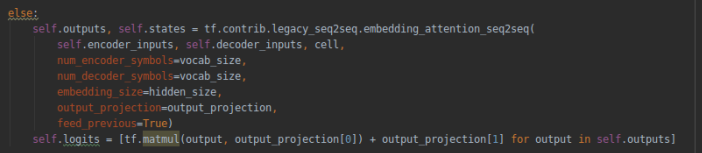 else:
self.outputs, self.states = tf.contrib.legacy_seq2seq.embedding_attention_seq2seq(
self.encoder_inputs, self.decoder_inputs, cell,
num_encoder_symbols=vocab_size,
num_decoder_symbols=vocab_size,
embedding_size=hidden_size,
output_projection=output_projection,
feed_previous=True)
self.logits = [tf.matmul(output, output_projection[0]) + output_projection[1] for output in self.outputs]